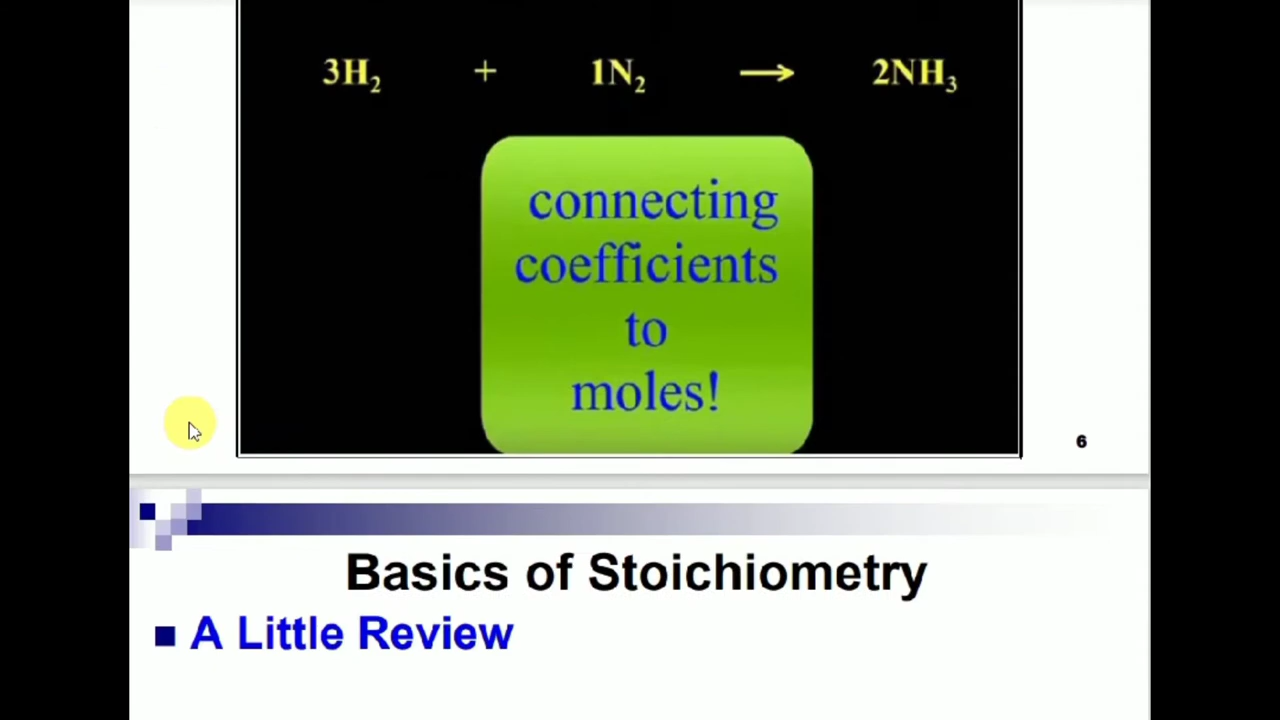 3H₂ + 1N₂ → 2NH₃
connecting
coefficients
to
moles!
6
Basics of Stoichiometry
A Little Review